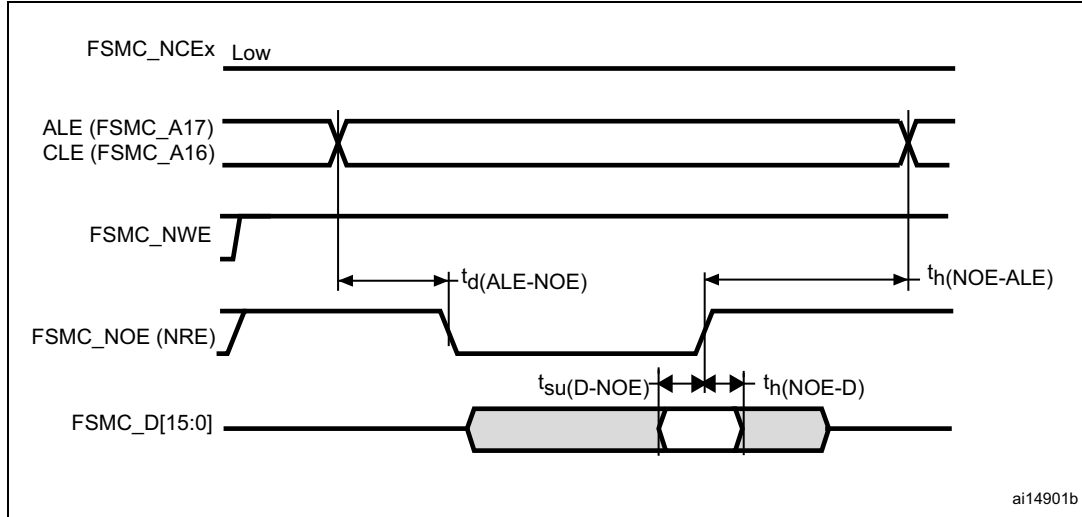 FSMC_NCEx Low
ALE (FSMC_A17)
CLE (FSMC_A16)
FSMC_NWE
td(ALE-NOE) th(NOE-ALE)
FSMC_NOE (NRE)
tsu(D-NOE) th(NOE-D)
FSMC_D[15:0]
ai14901b